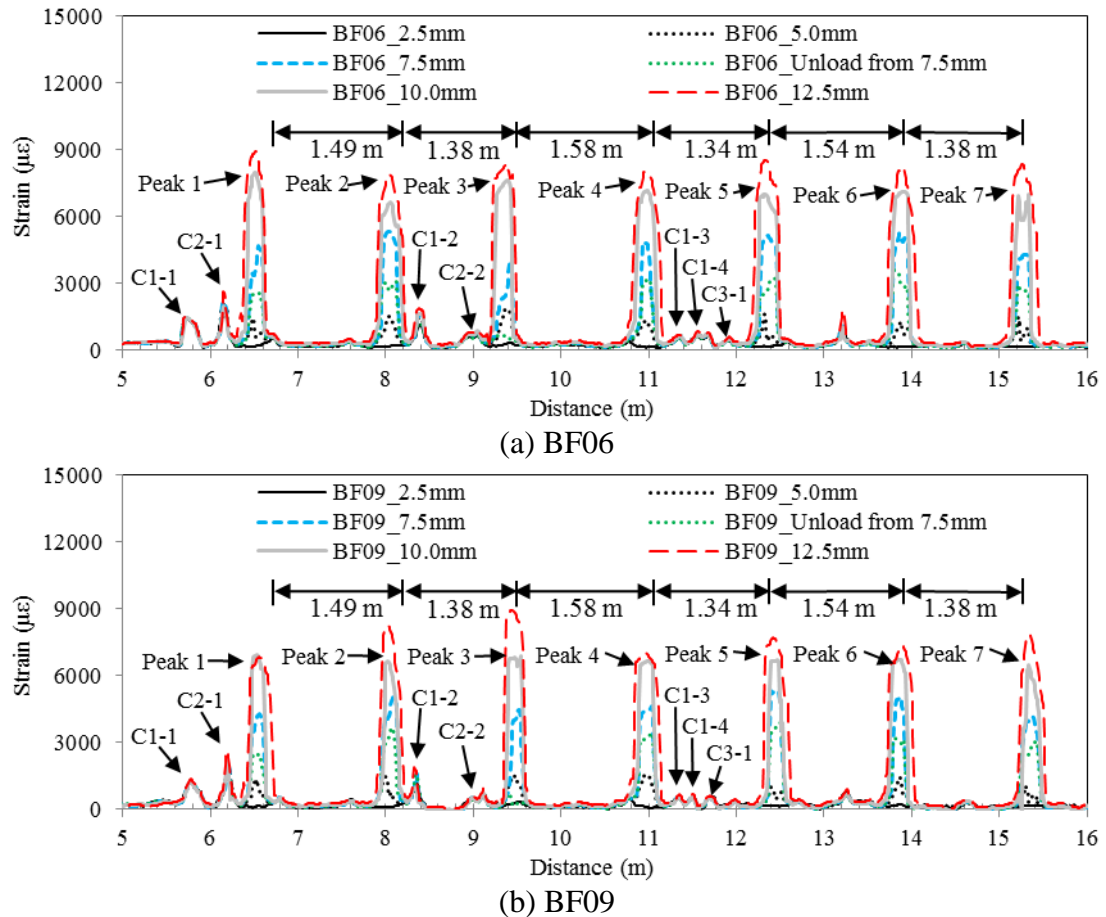 15000
12000
9000
6000
3000
0
Strain (με)
BF06_2.5mm
BF06_5.0mm
BF06_7.5mm
BF06_Unload from 7.5mm
BF06_10.0mm
BF06_12.5mm
1.49 m
1.38 m
1.58 m
1.34 m
1.54 m
1.38 m
Peak 1
Peak 2
Peak 3
Peak 4
Peak 5
Peak 6
Peak 7
C1-1
C2-1
C1-2
C2-2
C1-3
C1-4
C3-1
5 6 7 8 9 10 11 12 13 14 15 16
Distance (m)
(a) BF06
15000
12000
9000
6000
3000
0
Strain (με)
BF09_2.5mm
BF09_5.0mm
BF09_7.5mm
BF09_Unload from 7.5mm
BF09_10.0mm
BF09_12.5mm
1.49 m
1.38 m
1.58 m
1.34 m
1.54 m
1.38 m
Peak 1
Peak 2
Peak 3
Peak 4
Peak 5
Peak 6
Peak 7
C1-1
C2-1
C1-2
C2-2
C1-3
C1-4
C3-1
5 6 7 8 9 10 11 12 13 14 15 16
Distance (m)
(b) BF09